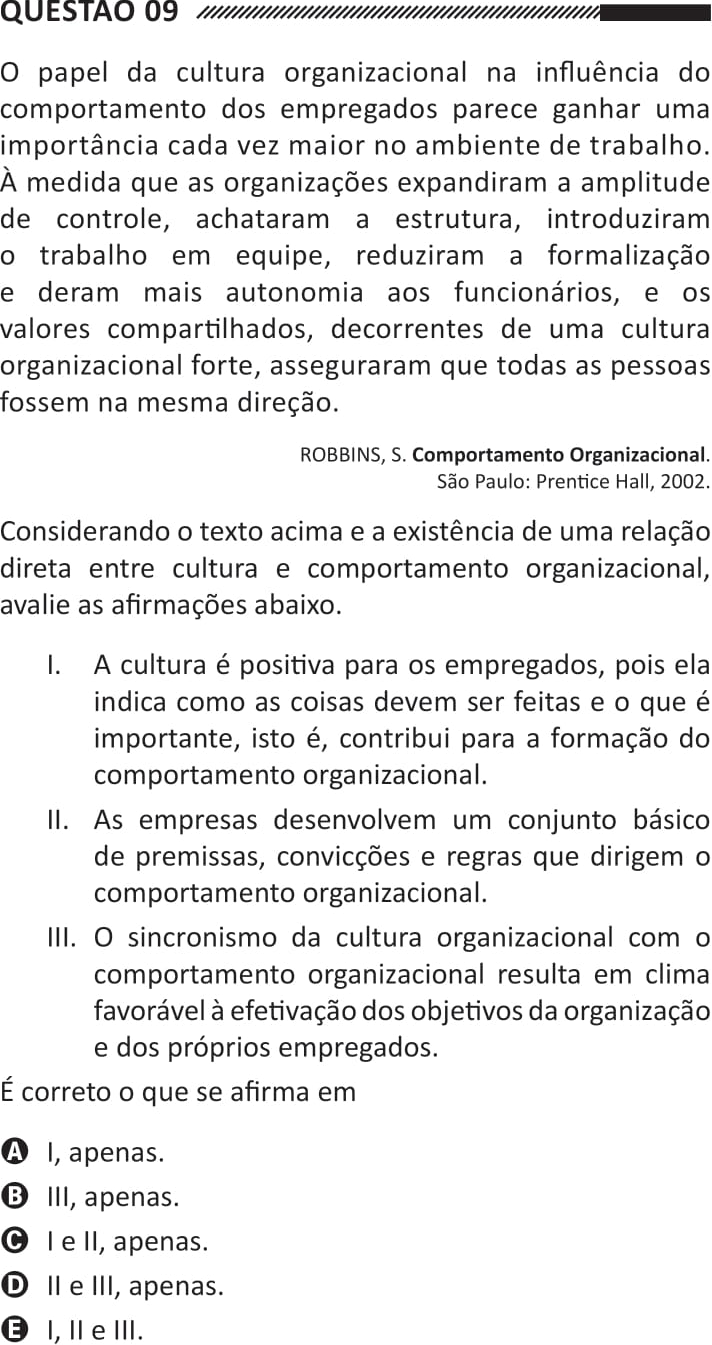 QUESTÃO 09
O papel da cultura organizacional na influência do
comportamento dos empregados parece ganhar uma
importância cada vez maior no ambiente de trabalho.
À medida que as organizações expandiram a amplitude
de controle, achataram a estrutura, introduziram
o trabalho em equipe, reduziram a formalização
e deram mais autonomia aos funcionários, e os
valores compartilhados, decorrentes de uma cultura
organizacional forte, asseguraram que todas as pessoas
fossem na mesma direção.
ROBBINS, S. Comportamento Organizacional.
São Paulo: Prentice Hall, 2002.
Considerando o texto acima e a existência de uma relação
direta entre cultura e comportamento organizacional,
avalie as afirmações abaixo.
I. A cultura é positiva para os empregados, pois ela
indica como as coisas devem ser feitas e o que é
importante, isto é, contribui para a formação do
comportamento organizacional.
II. As empresas desenvolvem um conjunto básico
de premissas, convicções e regras que dirigem o
comportamento organizacional.
III. O sincronismo da cultura organizacional com o
comportamento organizacional resulta em clima
favorável à efetivação dos objetivos da organização
e dos próprios empregados.
É correto o que se afirma em
A I, apenas.
B III, apenas.
C I e II, apenas.
D II e III, apenas.
E I, II e III.